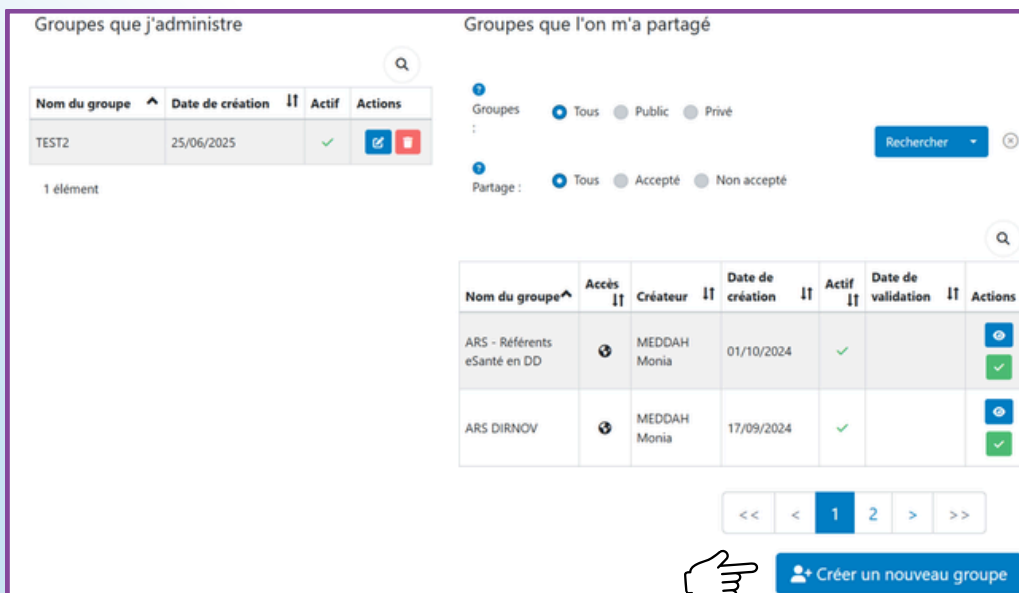 Groupes que j'administre
Nom du groupe Date de création Actif Actions
TEST2 25/06/2025
1 élément
Groupes que l'on m'a partagé
Groupes
:
Tous Public Privé
Rechercher
Partage :
Tous Accepté Non accepté
Nom du groupe Accès Créateur Date de création Actif Date de validation Actions
ARS - Référents
eSanté en DD
MEDDAH
Monia
01/10/2024
ARS DIRNOV
MEDDAH
Monia
17/09/2024
<< < 1 2 > >>
Créer un nouveau groupe